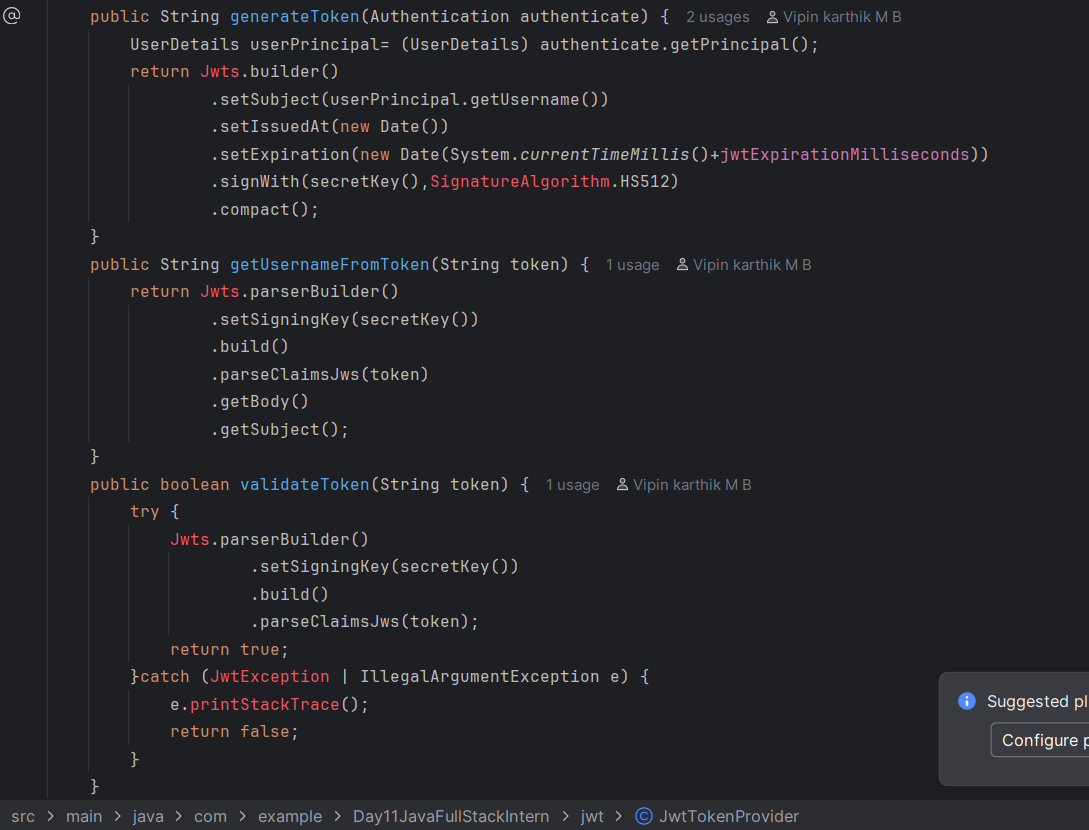 @
public String generateToken(Authentication authenticate) { 2 usages Vipin karthik M B
UserDetails userPrincipal= (UserDetails) authenticate.getPrincipal();
return Jwts.builder()
.setSubject(userPrincipal.getUsername())
.setIssuedAt(new Date())
.setExpiration(new Date(System.currentTimeMillis()+jwtExpirationMilliseconds))
.signWith(secretKey(),SignatureAlgorithm.HS512)
.compact();
}
public String getUsernameFromToken(String token) { 1 usage Vipin karthik M B
return Jwts.parserBuilder()
.setSigningKey(secretKey())
.build()
.parseClaimsJws(token)
.getBody()
.getSubject();
}
public boolean validateToken(String token) { 1 usage Vipin karthik M B
try {
Jwts.parserBuilder()
.setSigningKey(secretKey())
.build()
.parseClaimsJws(token);
return true;
}catch (JwtException | IllegalArgumentException e) {
e.printStackTrace();
return false;
}
}
Suggested pl
Configure p
src > main > java > com > example > Day11JavaFullStackIntern > jwt > C JwtTokenProvider